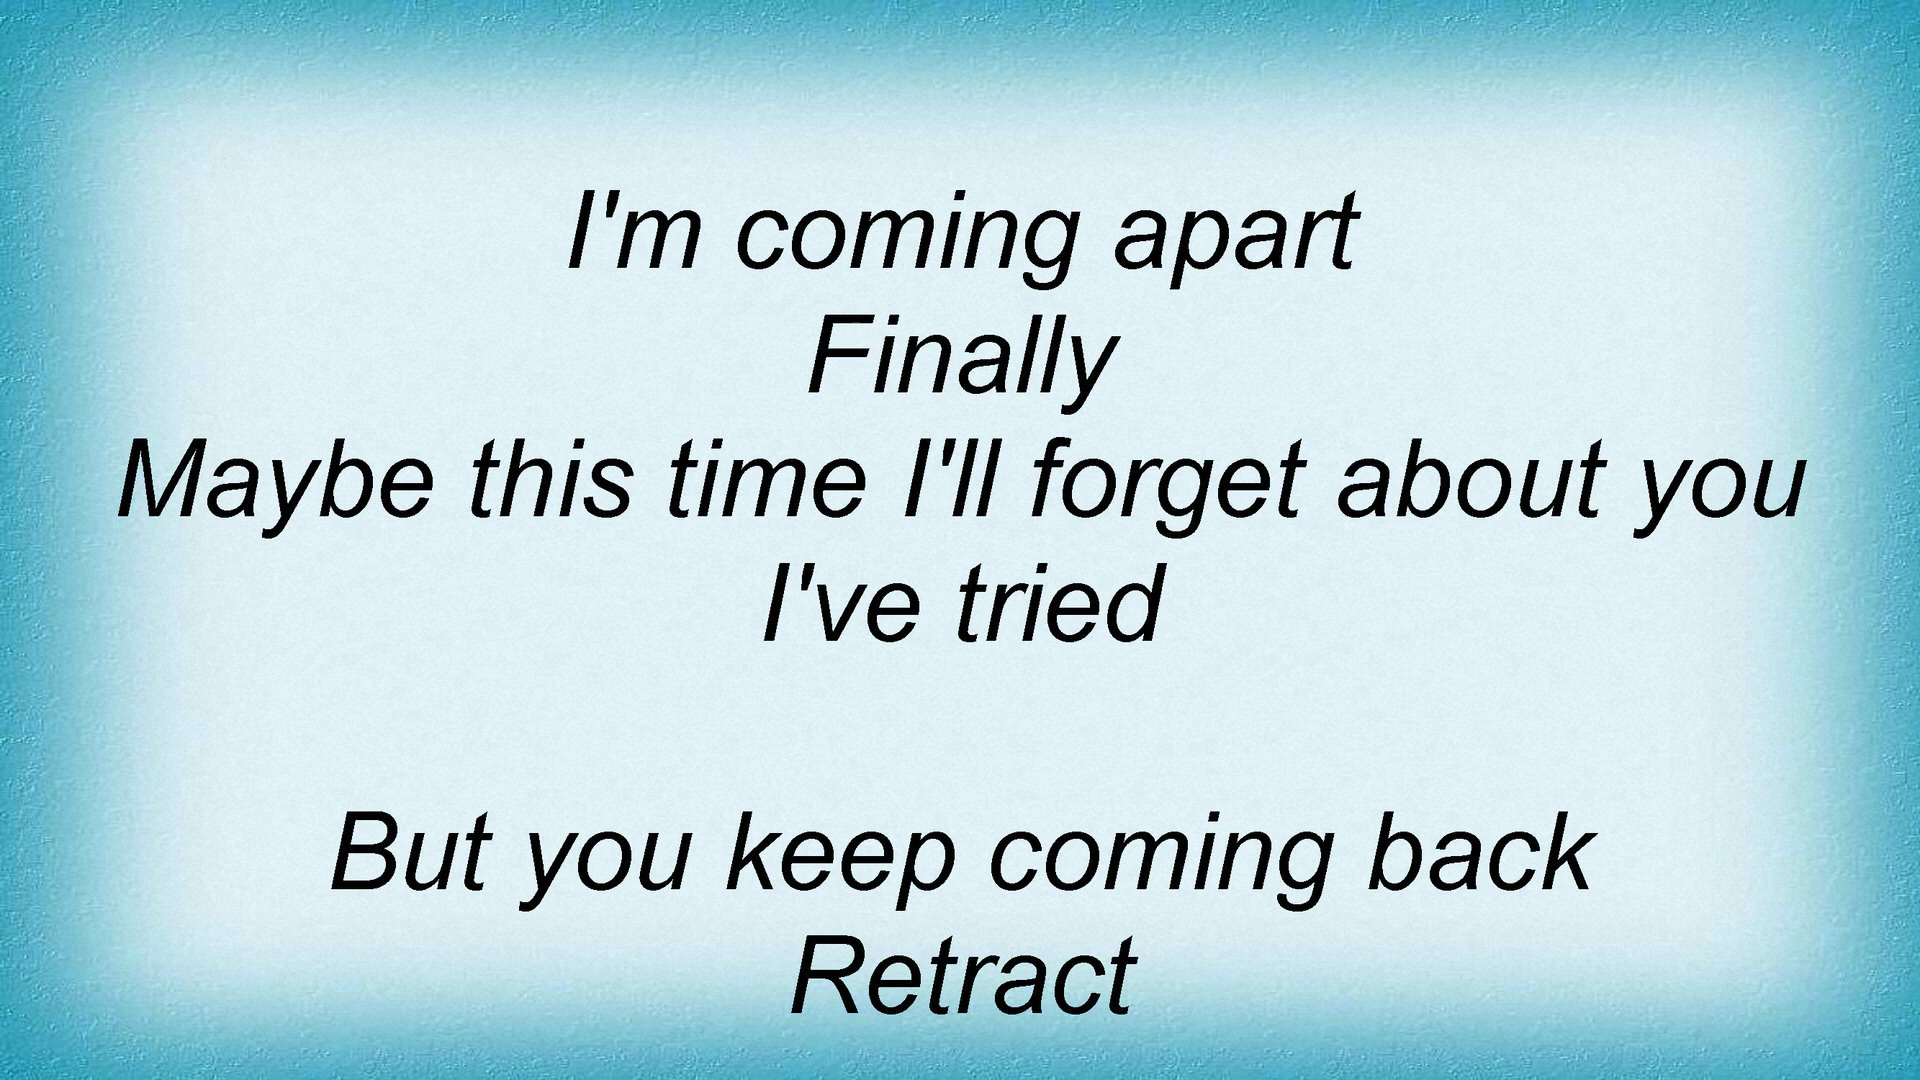 I'm coming apart
Finally
Maybe this time I'll forget about you
I've tried
But you keep coming back
Retract